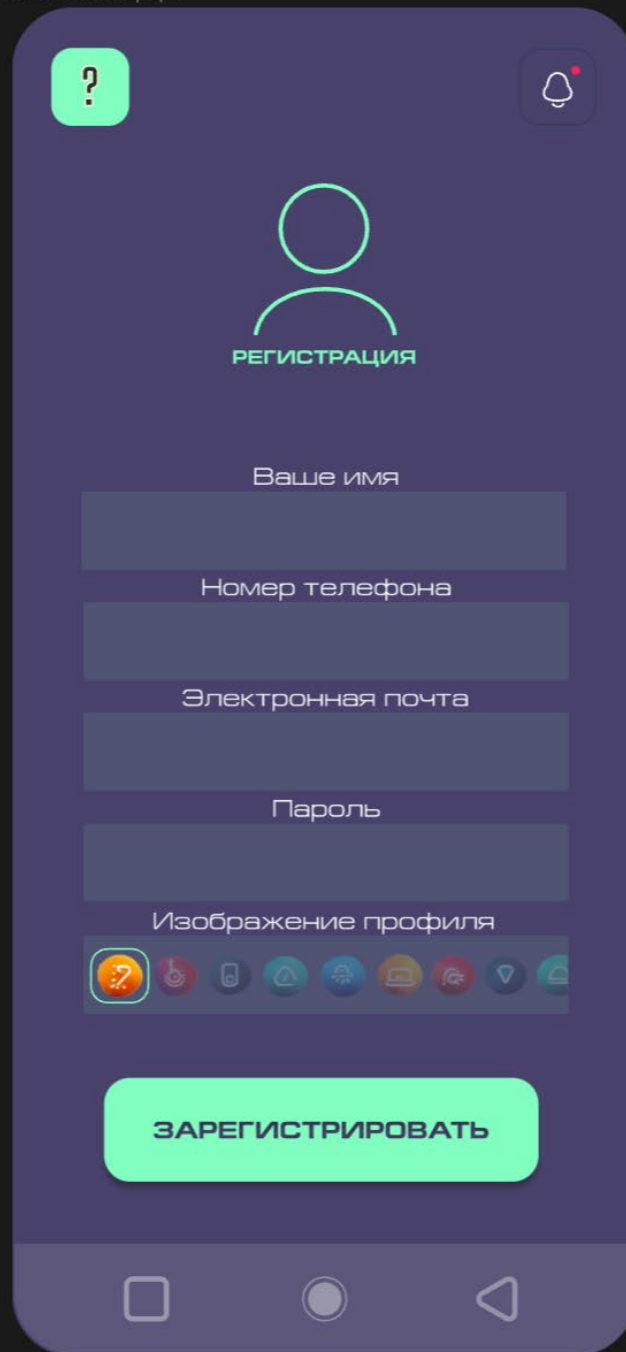 ?
РЕГИСТРАЦИЯ
Ваше имя
Номер телефона
Электронная почта
Пароль
Изображение профиля
ЗАРЕГИСТРИРОВАТЬ